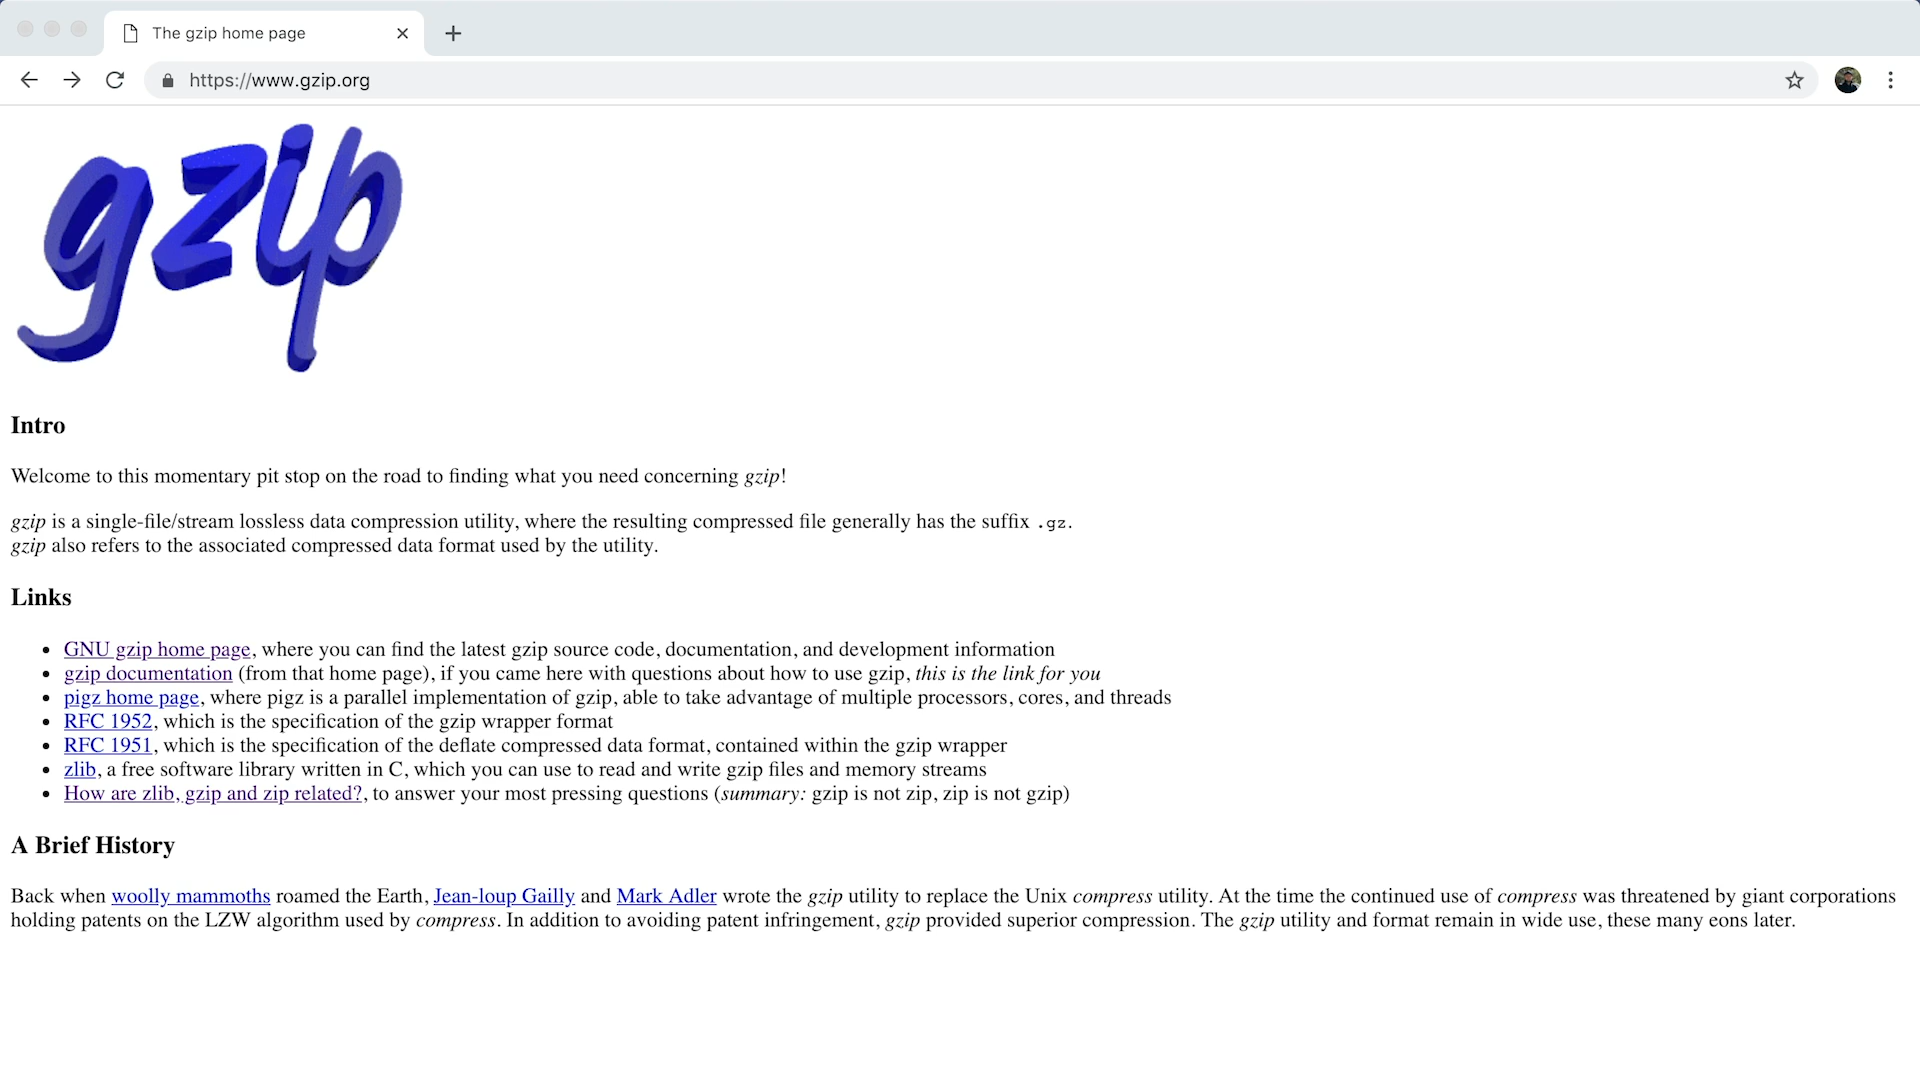 The gzip home page
https://www.gzip.org
gzip
Intro
Welcome to this momentary pit stop on the road to finding what you need concerning gzip!
gzip is a single-file/stream lossless data compression utility, where the resulting compressed file generally has the suffix .gz.
gzip also refers to the associated compressed data format used by the utility.
Links
• GNU gzip home page, where you can find the latest gzip source code, documentation, and development information
• gzip documentation (from that home page), if you came here with questions about how to use gzip, this is the link for you
• pigz home page, where pigz is a parallel implementation of gzip, able to take advantage of multiple processors, cores, and threads
• RFC 1952, which is the specification of the gzip wrapper format
• RFC 1951, which is the specification of the deflate compressed data format, contained within the gzip wrapper
• zlib, a free software library written in C, which you can use to read and write gzip files and memory streams
• How are zlib, gzip and zip related?, to answer your most pressing questions (summary: gzip is not zip, zip is not gzip)
A Brief History
Back when woolly mammoths roamed the Earth, Jean-loup Gailly and Mark Adler wrote the gzip utility to replace the Unix compress utility. At the time the continued use of compress was threatened by giant corporations
holding patents on the LZW algorithm used by compress. In addition to avoiding patent infringement, gzip provided superior compression. The gzip utility and format remain in wide use, these many eons later.